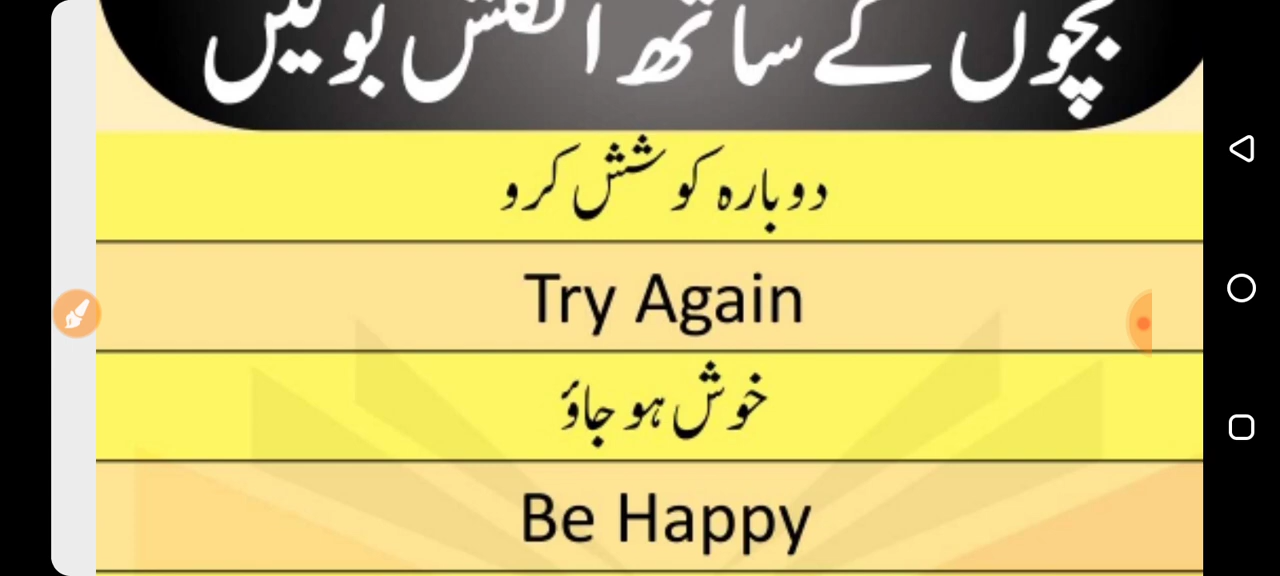 بچوں کے ساتھ انگلش بولیں
دوبارہ کوشش کرو
Try Again
خوش ہو جاؤ
Be Happy